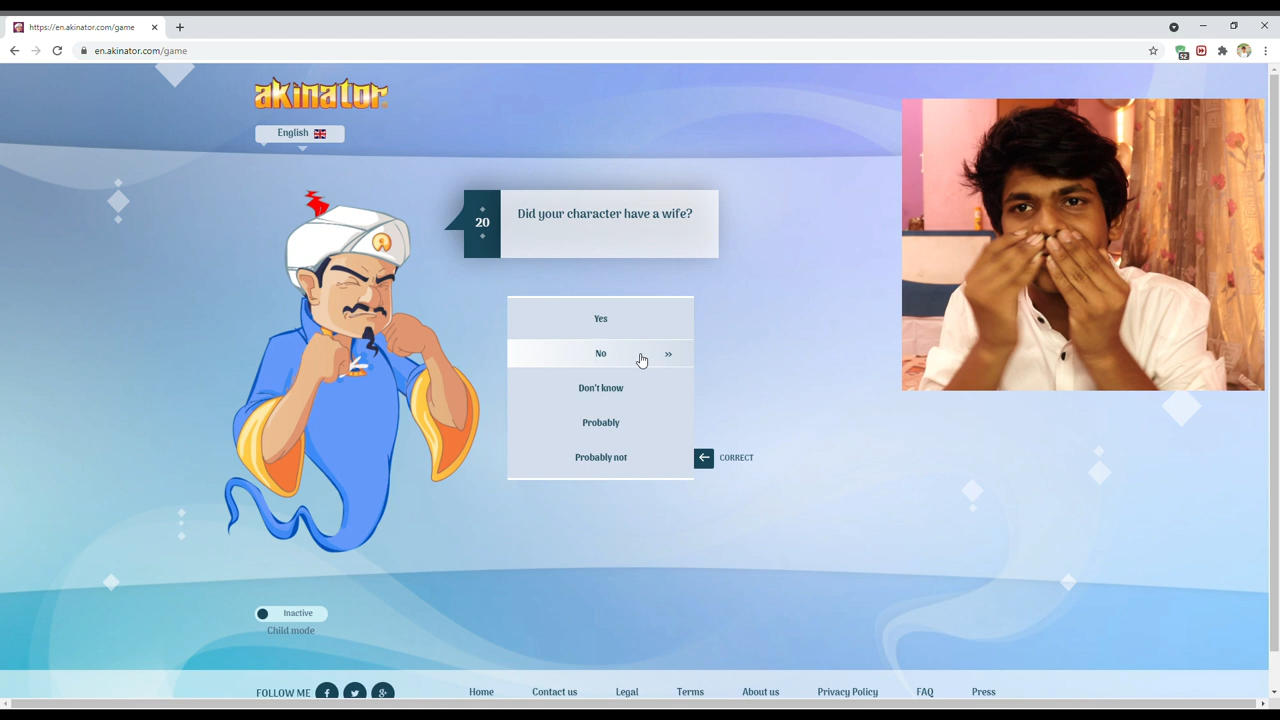 https://en.akinator.com/game
en.akinator.com/game
52
akinator
English
20
Did your character have a wife?
Yes
No
Don't know
Probably
Probably not
CORRECT
Inactive
Child mode
FOLLOW ME
Home
Contact us
Legal
Terms
About us
Privacy Policy
FAQ
Press